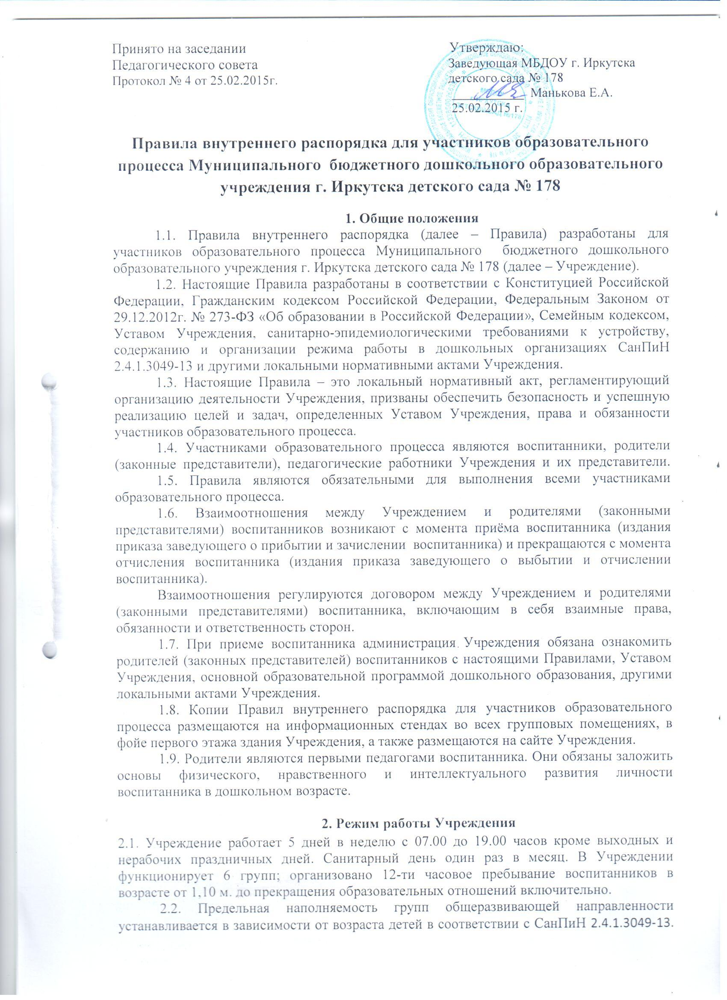 Принято на заседании
Педагогического совета
Протокол № 4 от 25.02.2015г.
Утверждаю:
Заведующая МБДОУ г. Иркутска
детского сада № 178
Манькова Е.А.
25.02.2015 г.
Правила внутреннего распорядка для участников образовательного
процесса Муниципального бюджетного дошкольного образовательного
учреждения г. Иркутска детского сада № 178
1. Общие положения
1.1. Правила внутреннего распорядка (далее – Правила) разработаны для
участников образовательного процесса Муниципального бюджетного дошкольного
образовательного учреждения г. Иркутска детского сада № 178 (далее – Учреждение).
1.2. Настоящие Правила разработаны в соответствии с Конституцией Российской
Федерации, Гражданским кодексом Российской Федерации, Федеральным Законом от
29.12.2012г. № 273-ФЗ «Об образовании в Российской Федерации», Семейным кодексом,
Уставом Учреждения, санитарно-эпидемиологическими требованиями к устройству,
содержанию и организации режима работы в дошкольных организациях СанПиН
2.4.1.3049-13 и другими локальными нормативными актами Учреждения.
1.3. Настоящие Правила – это локальный нормативный акт, регламентирующий
организацию деятельности Учреждения, призваны обеспечить безопасность и успешную
реализацию целей и задач, определенных Уставом Учреждения, права и обязанности
участников образовательного процесса.
1.4. Участниками образовательного процесса являются воспитанники, родители
(законные представители), педагогические работники Учреждения и их представители.
1.5. Правила являются обязательными для выполнения всеми участниками
образовательного процесса.
1.6. Взаимоотношения между Учреждением и родителями (законными
представителями) воспитанников возникают с момента приёма воспитанника (издания
приказа заведующего о прибытии и зачислении воспитанника) и прекращаются с момента
отчисления воспитанника (издания приказа заведующего о выбытии и отчислении
воспитанника).
Взаимоотношения регулируются договором между Учреждением и родителями
(законными представителями) воспитанника, включающим в себя взаимные права,
обязанности и ответственность сторон.
1.7. При приеме воспитанника администрация Учреждения обязана ознакомить
родителей (законных представителей) воспитанников с настоящими Правилами, Уставом
Учреждения, основной образовательной программой дошкольного образования, другими
локальными актами Учреждения.
1.8. Копии Правил внутреннего распорядка для участников образовательного
процесса размещаются на информационных стендах во всех групповых помещениях, в
фойе первого этажа здания Учреждения, а также размещаются на сайте Учреждения.
1.9. Родители являются первыми педагогами воспитанника. Они обязаны заложить
основы физического, нравственного и интеллектуального развития личности
воспитанника в дошкольном возрасте.
2. Режим работы Учреждения
2.1. Учреждение работает 5 дней в неделю с 07.00 до 19.00 часов кроме выходных и
нерабочих праздничных дней. Санитарный день один раз в месяц. В Учреждении
функционирует 6 групп; организовано 12-ти часовое пребывание воспитанников в
возрасте от 1,10 м. до прекращения образовательных отношений включительно.
2.2. Предельная наполняемость групп общеразвивающей направленности
устанавливается в зависимости от возраста детей в соответствии с СанПиН 2.4.1.3049-13.